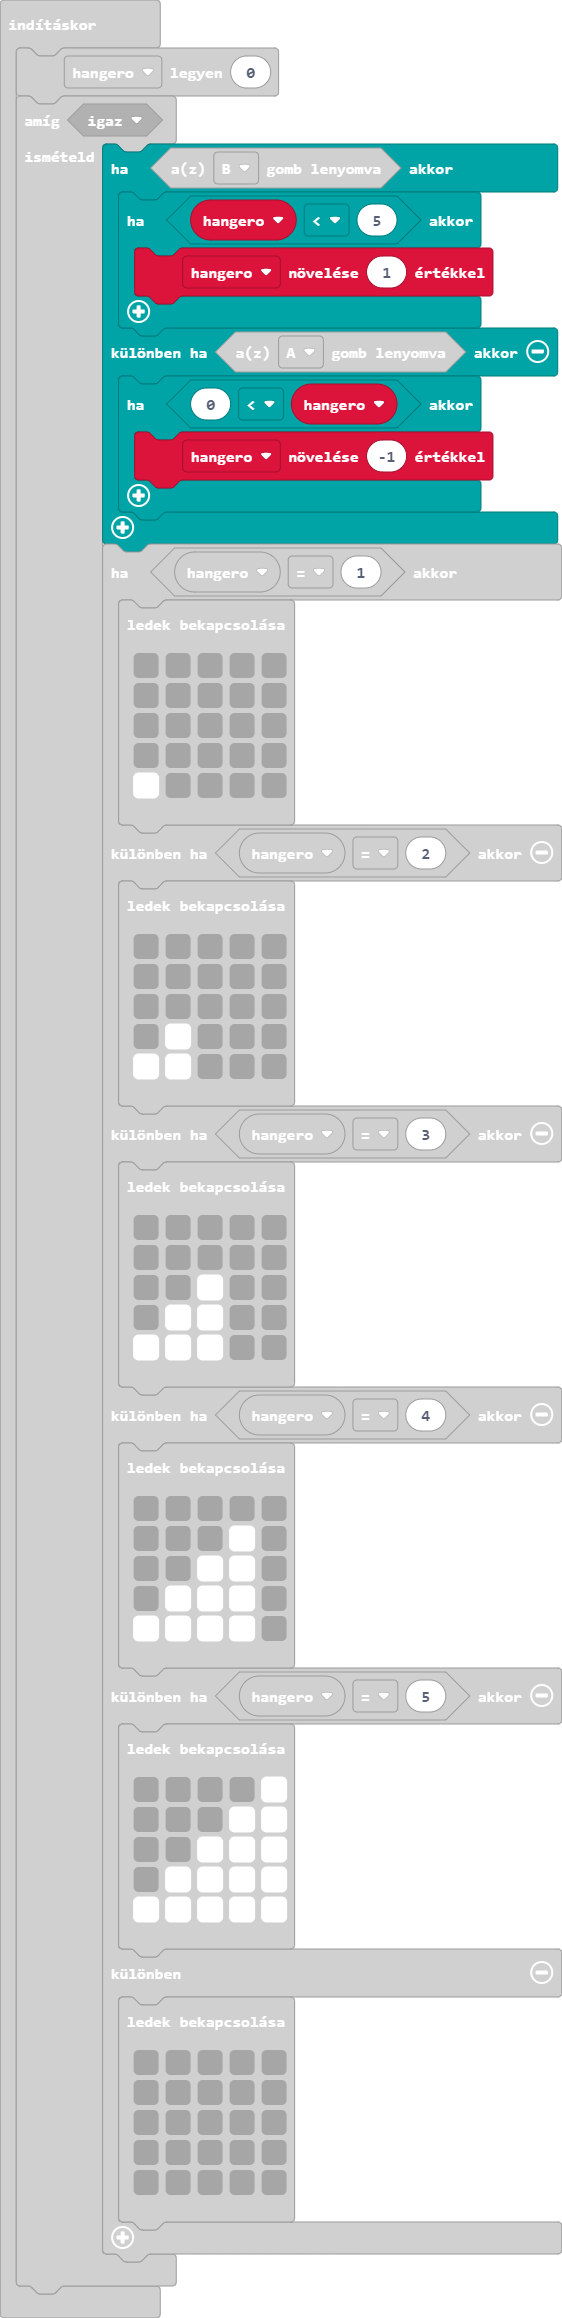 indításkor
hangero legyen 0
amíg igaz
ismételd
ha a(z) B gomb lenyomva akkor
ha hangero < 5 akkor
hangero növelése 1 értékkel
különben ha a(z) A gomb lenyomva akkor
ha 0 < hangero akkor
hangero növelése -1 értékkel
ha hangero = 1 akkor
ledek bekapcsolása
különben ha hangero = 2 akkor
ledek bekapcsolása
különben ha hangero = 3 akkor
ledek bekapcsolása
különben ha hangero = 4 akkor
ledek bekapcsolása
különben ha hangero = 5 akkor
ledek bekapcsolása
különben
ledek bekapcsolása